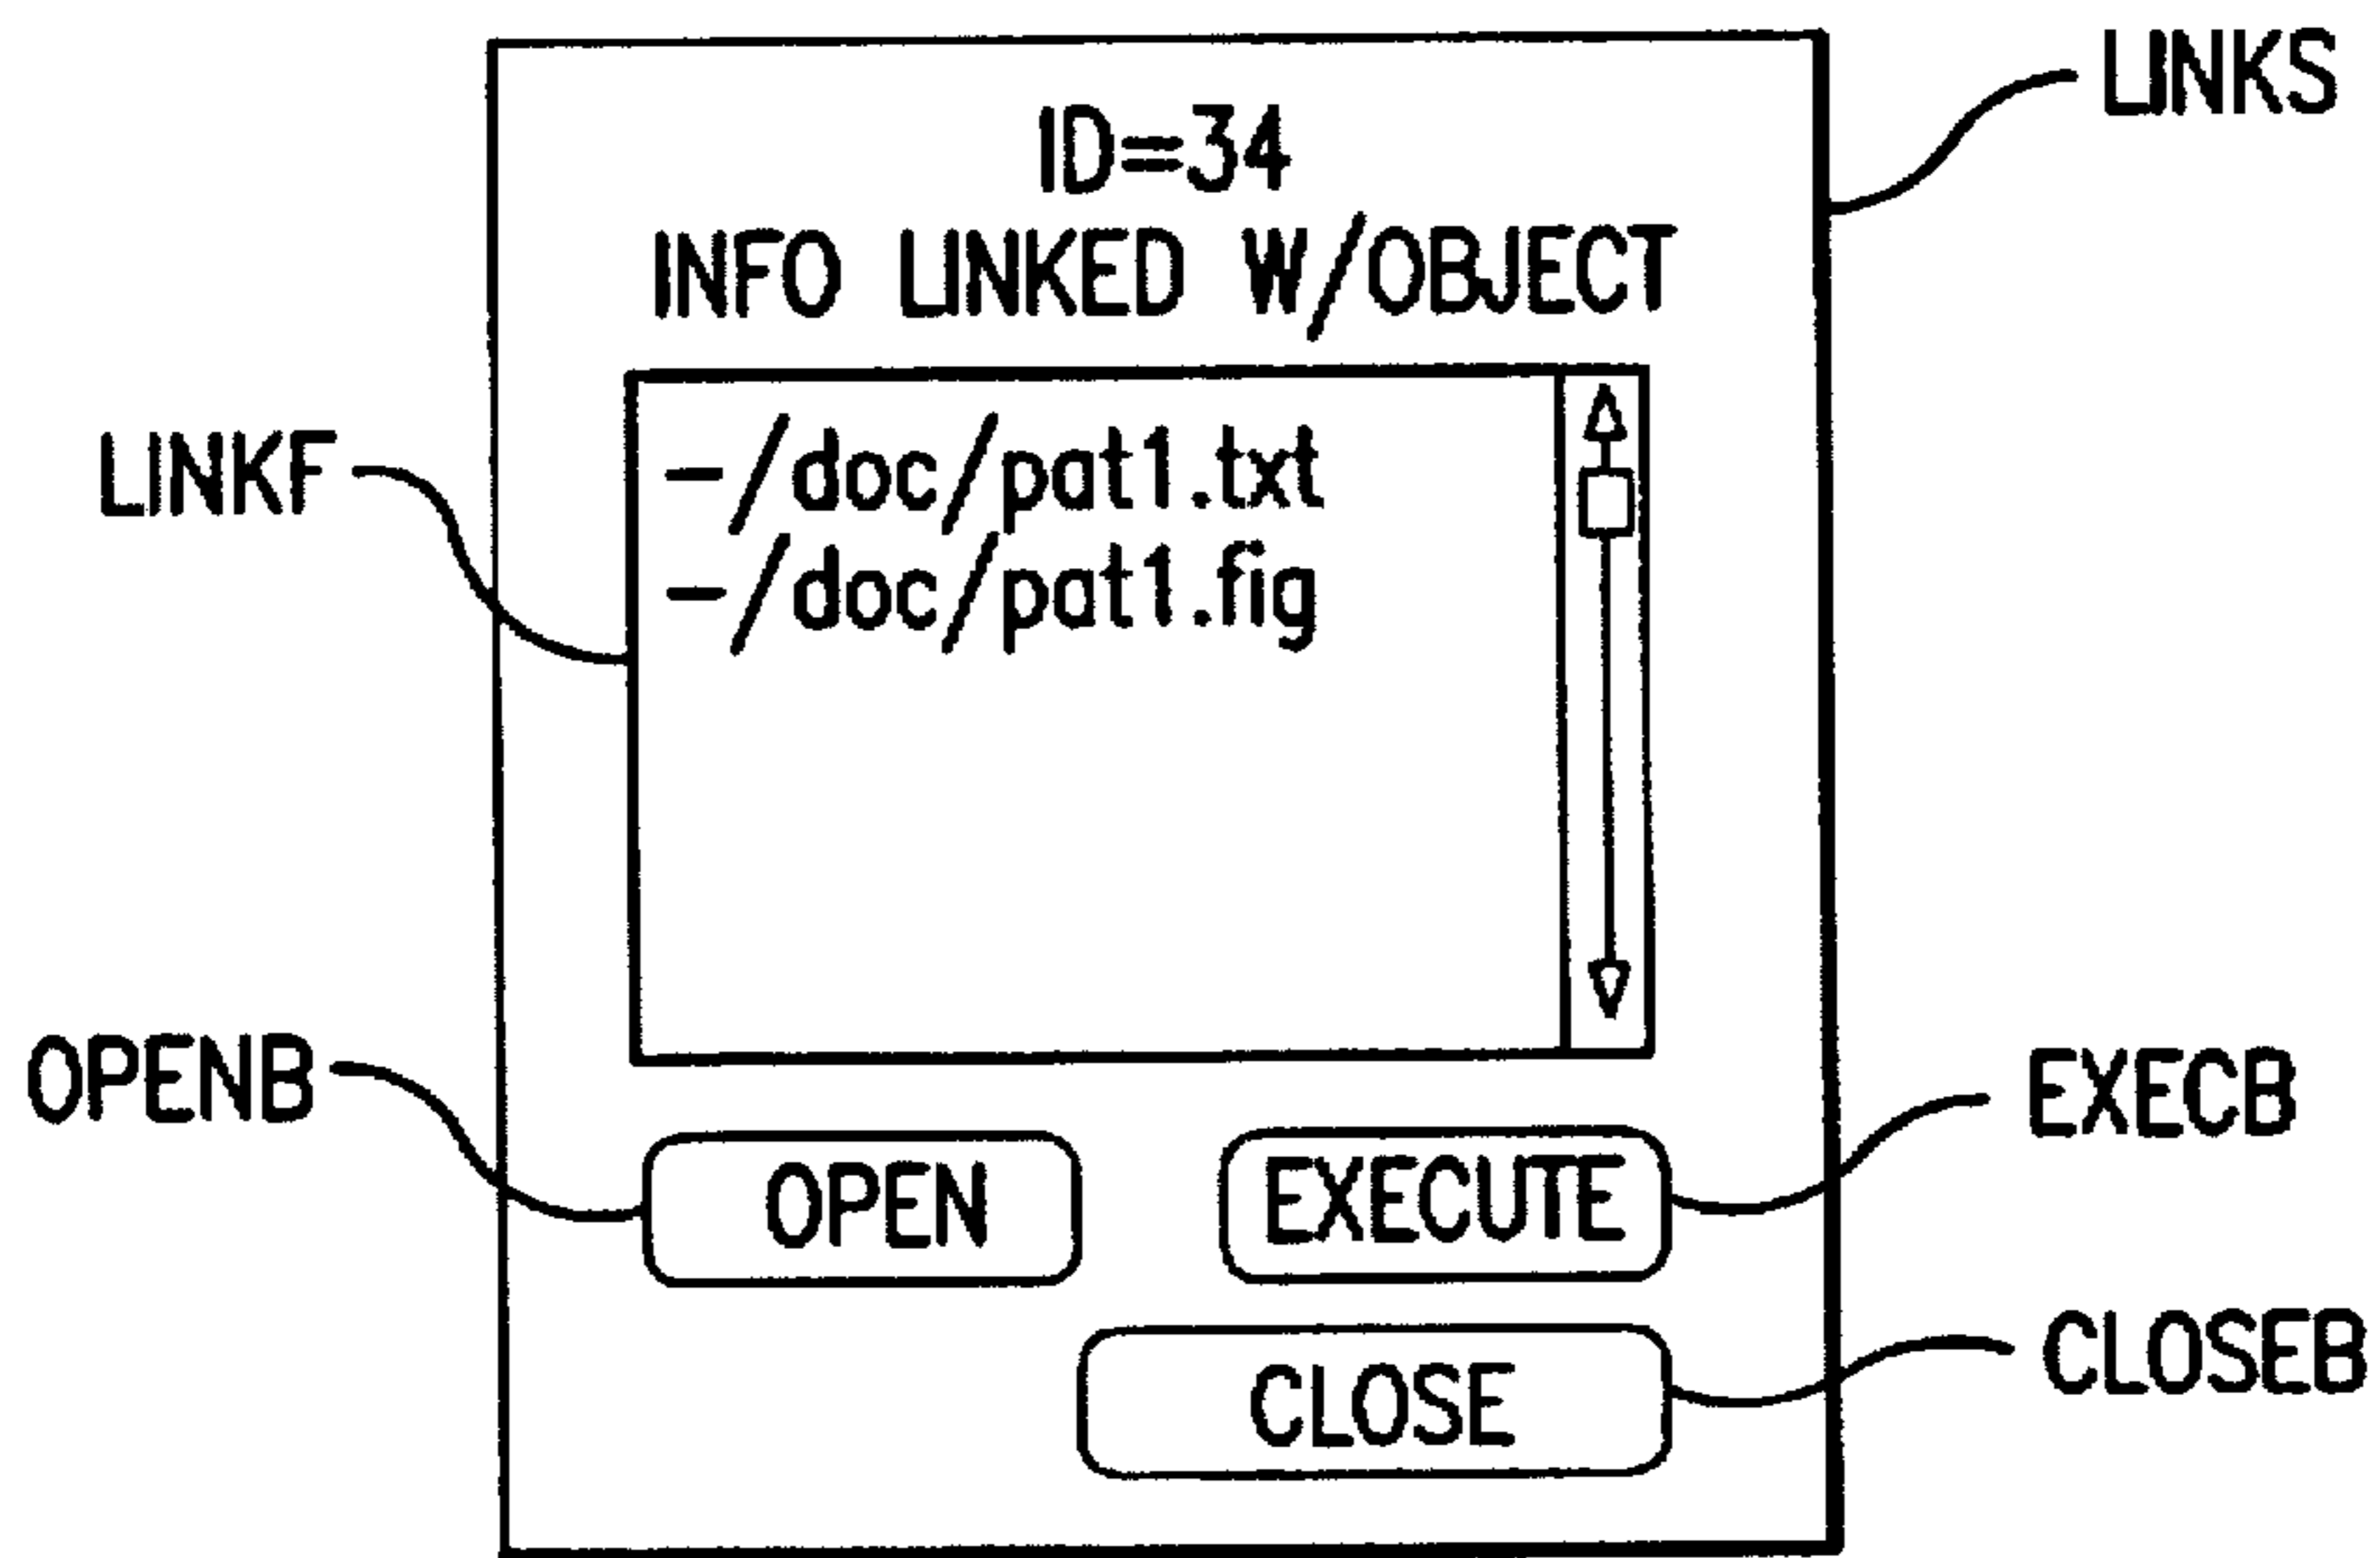 LINKS
ID=34
INFO LINKED W/OBJECT
LINKF
-/doc/pat1.txt
-/doc/pat1.fig
OPENB
EXECB
OPEN
EXECUTE
CLOSEB
CLOSE